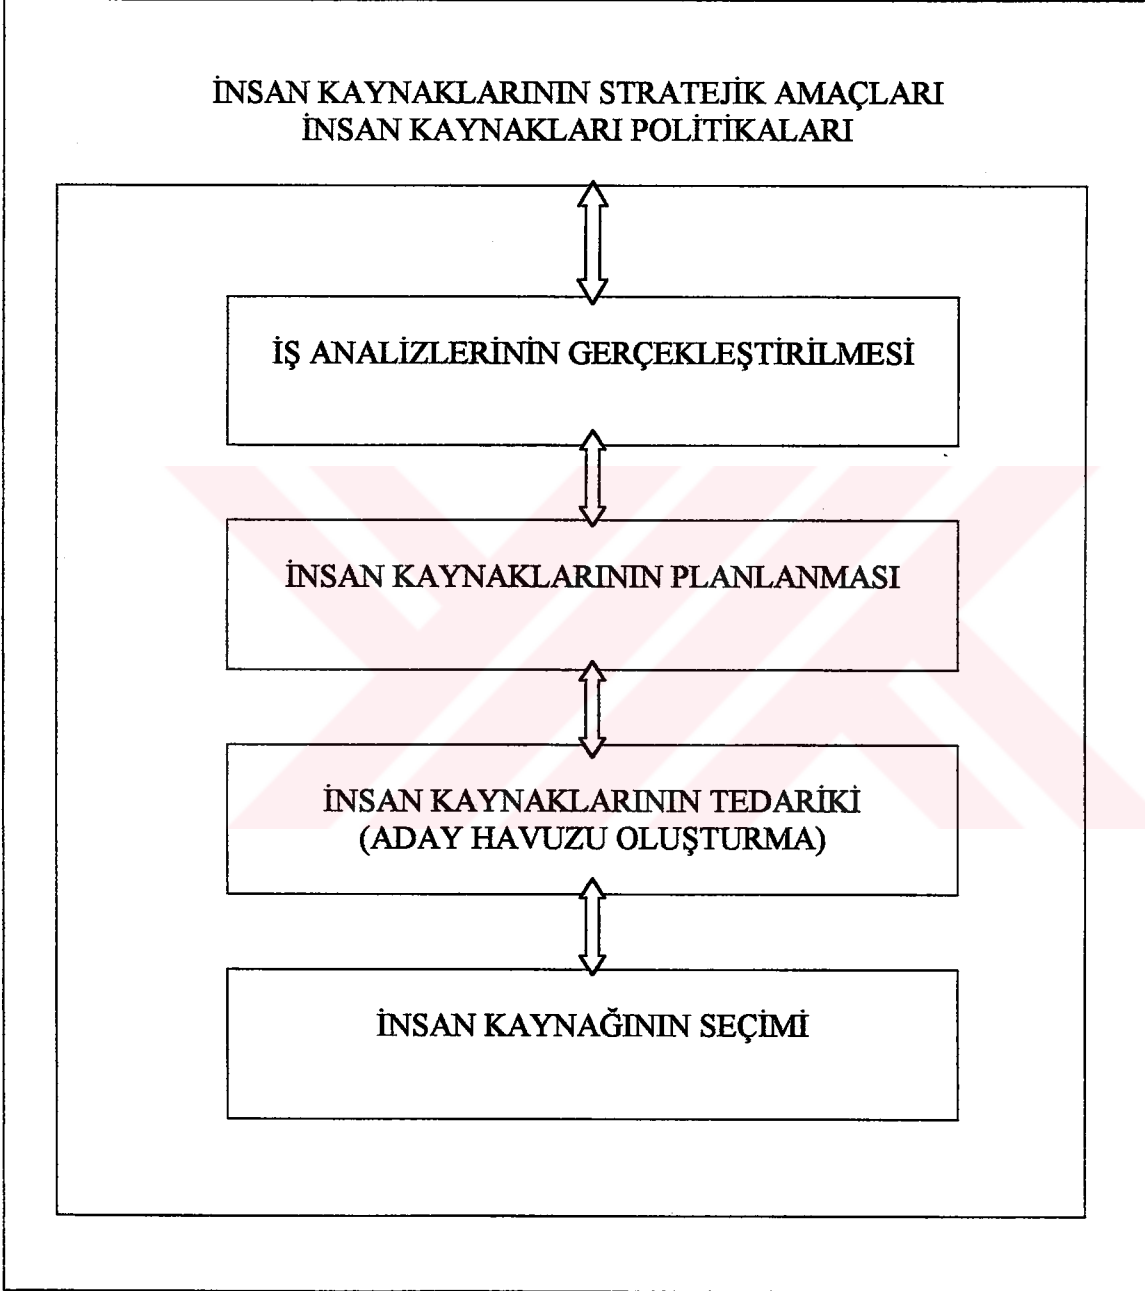 İNSAN KAYNAKLARININ STRATEJİK AMAÇLARI
İNSAN KAYNAKLARI POLİTİKALARI
İŞ ANALİZLERİNİN GERÇEKLEŞTİRİLMESİ
İNSAN KAYNAKLARININ PLANLANMASI
İNSAN KAYNAKLARININ TEDARİKİ
(ADAY HAVUZU OLUŞTURMA)
İNSAN KAYNAĞININ SEÇİMİ